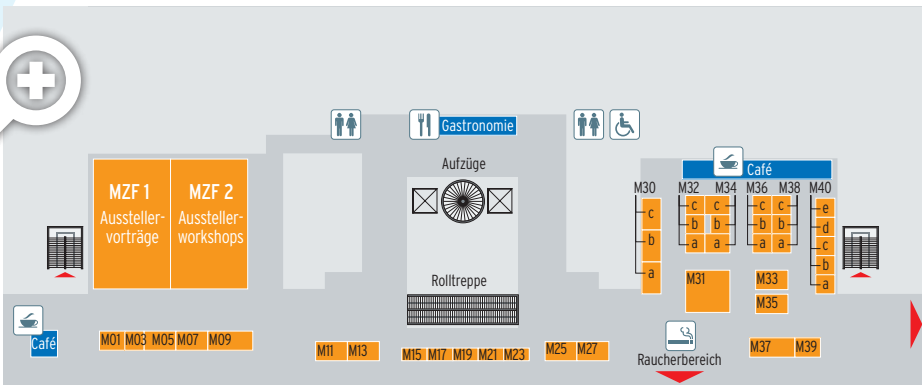 Gastronomie
Aufzüge
Café
M30
M32
M34
M36
M38
M40
MZF 1
Aussteller-
vorträge
MZF 2
Aussteller-
workshops
c
b
a
c
c
b
b
a
a
c
c
b
b
a
a
e
d
c
b
a
Rolltreppe
M31
M33
M35
Café
M01
M03
M05
M07
M09
M11
M13
M15
M17
M19
M21
M23
M25
M27
Raucherbereich
M37
M39